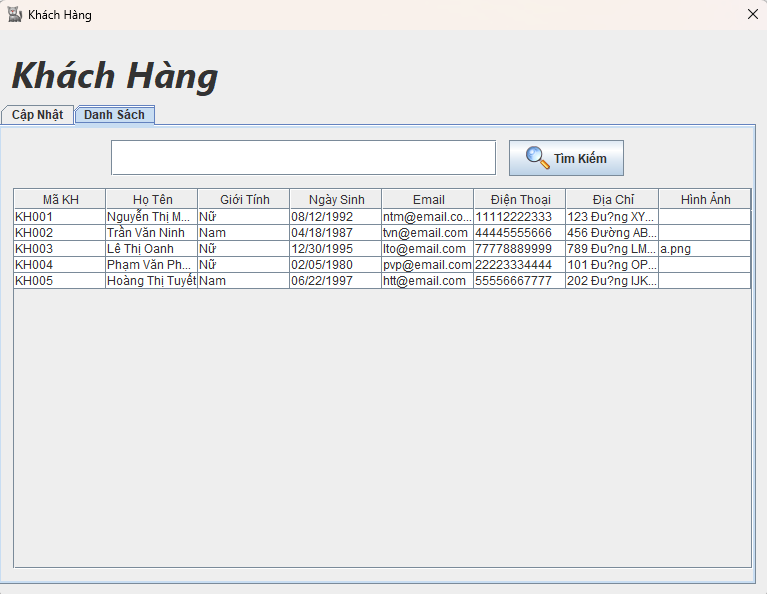 Khách Hàng
Khách Hàng
Cập Nhật Danh Sách
Tìm Kiếm
Mã KH Họ Tên Giới Tính Ngày Sinh Email Điện Thoại Địa Chỉ Hình Ảnh
KH001 Nguyễn Thị M... Nữ 08/12/1992 ntm@email.co... 11112222333 123 Đu?ng XY...
KH002 Trần Văn Ninh Nam 04/18/1987 tvn@email.com 44445555666 456 Đường AB...
KH003 Lê Thị Oanh Nữ 12/30/1995 lto@email.com 77778889999 789 Đu?ng LM... a.png
KH004 Phạm Văn Ph... Nữ 02/05/1980 pvp@email.com 22223334444 101 Đu?ng OP...
KH005 Hoàng Thị Tuyết Nam 06/22/1997 htt@email.com 55556667777 202 Đu?ng IJK...